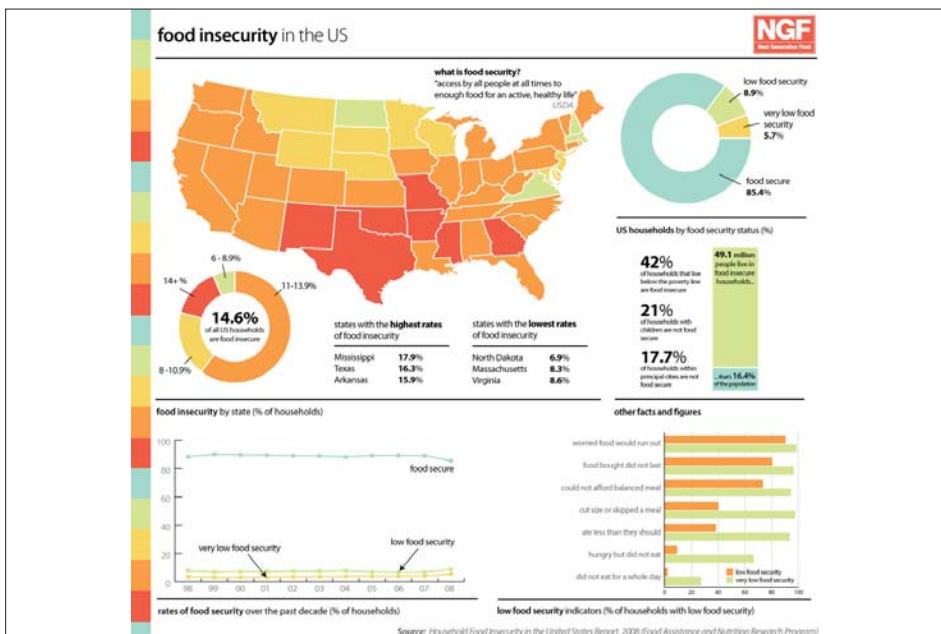 food insecurity in the US
NGF
Next Generation Food
what is food security?
"access by all people at all times to
enough food for an active, healthy life"
USDA
low food security
8.9%
very low food
security
5.7%
food secure
85.4%
US households by food security status (%)
6 - 8.9%
14+ %
11-13.9%
8 -10.9%
14.6%
of all US households
are food insecure
states with the highest rates
of food insecurity
Mississippi 17.9%
Texas 16.3%
Arkansas 15.9%
states with the lowest rates
of food insecurity
North Dakota 6.9%
Massachusetts 8.3%
Virginia 8.6%
42%
of households that live
below the poverty line
are food insecure
21%
of households with
children are not food
secure
17.7%
of households within
principal cities are not
food secure
49.1 million
people live in
food insecure
households...
... thats 16.4%
of the population
food insecurity by state (% of households)
other facts and figures
100
80
60
40
20
0
food secure
very low food security
low food security
98 99 00 01 02 03 04 05 06 07 08
rates of food security over the past decade (% of households)
worried food would run out
food bought did not last
could not afford balanced meal
cut size or skipped a meal
ate less than they should
hungry but did not eat
did not eat for a whole day
low food security
very low food security
0 20 40 60 80 100
low food security indicators (% of households with low food security)
Source: Household Food Insecurity in the United States Report, 2008 (Food Assistance and Nutrition Research Program)